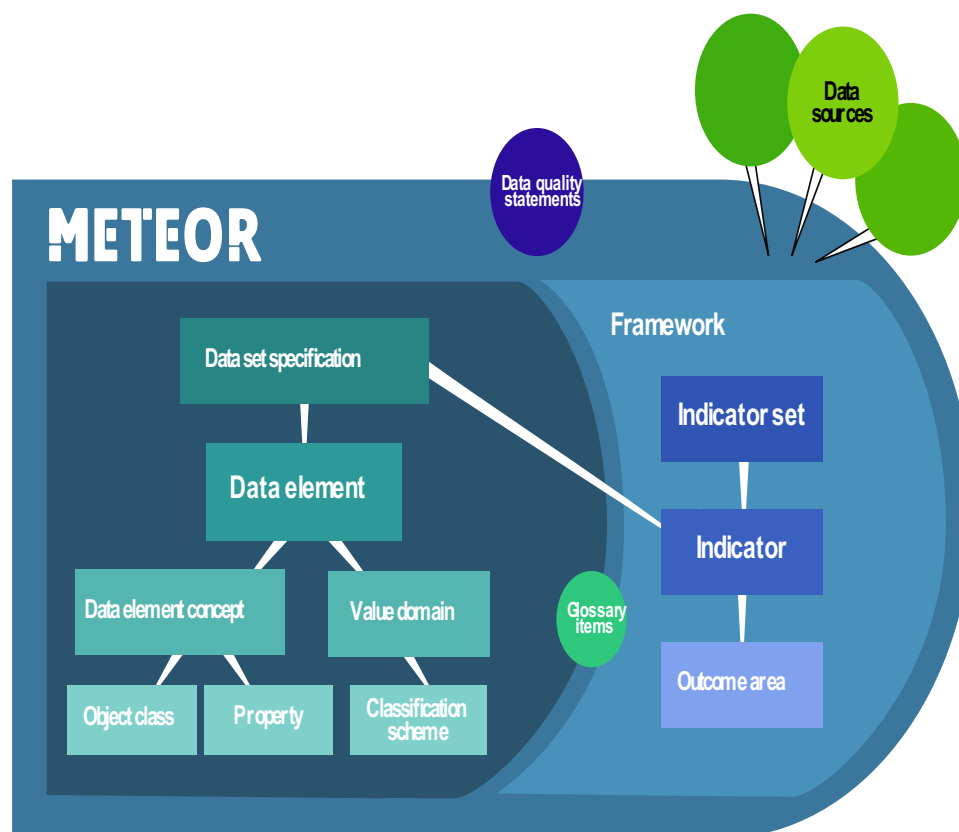 Data
sources
Data quality
statements
METEOR
Framework
Data set specification
Indicator set
Data element
Indicator
Data element concept
Value domain
Glossary
items
Outcome area
Object class
Property
Classification
scheme